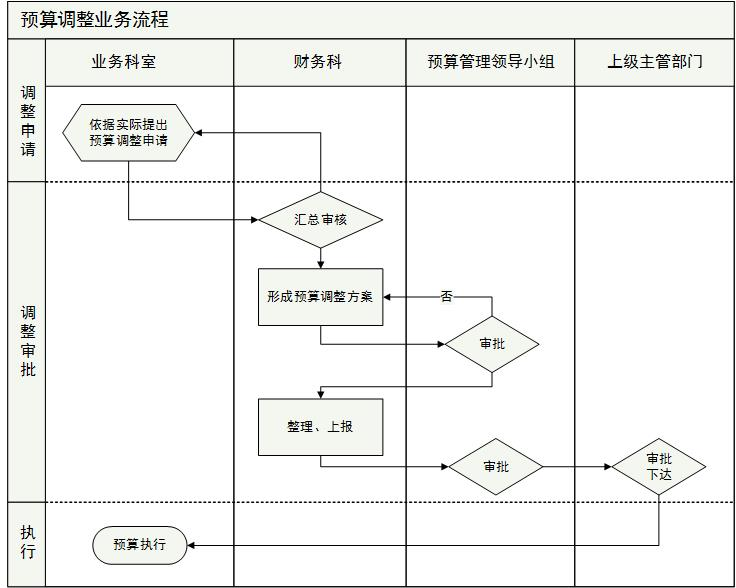 预算调整业务流程
业务科室
财务科
预算管理领导小组
上级主管部门
调整申请
依据实际提出
预算调整申请
汇总审核
调整审批
形成预算调整方案
否
审批
整理、上报
审批
审批
下达
执行
预算执行